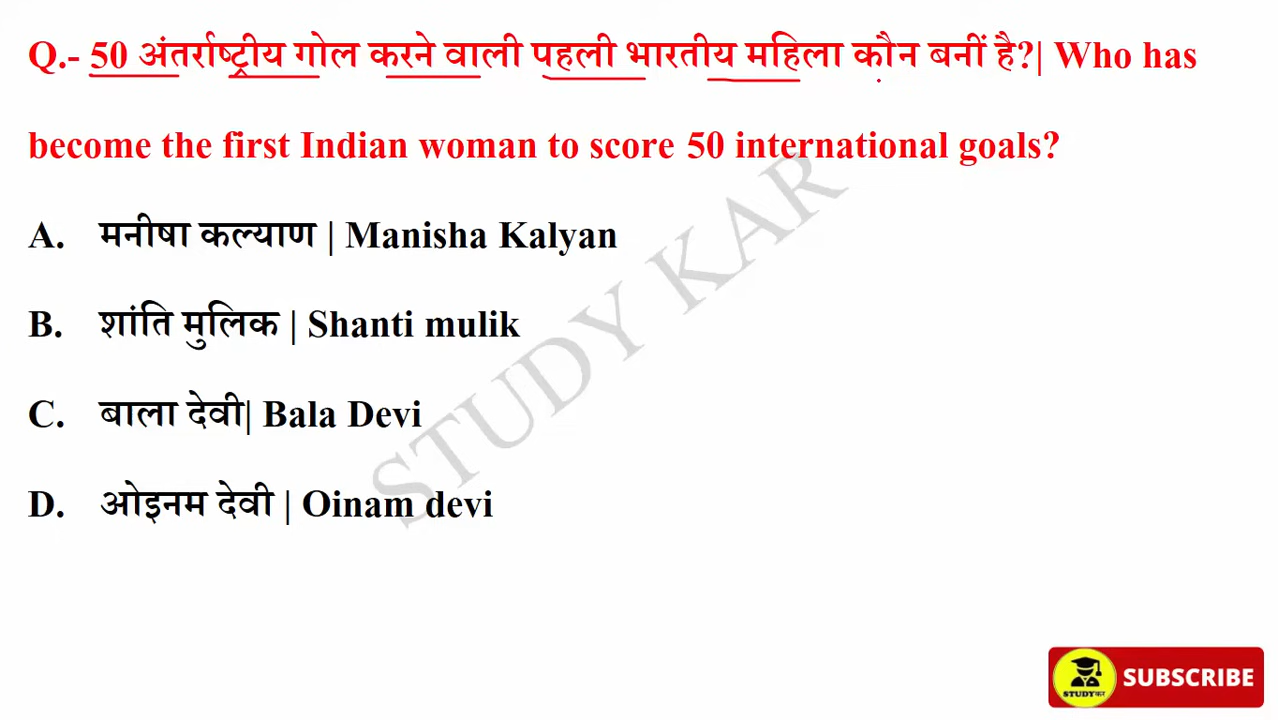 Q.- 50 अंतर्राष्ट्रीय गोल करने वाली पहली भारतीय महिला कौन बनीं है?| Who has
become the first Indian woman to score 50 international goals?
A. मनीषा कल्याण | Manisha Kalyan
B. शांति मुलिक | Shanti mulik
C. बाला देवी| Bala Devi
D. ओइनम देवी | Oinam devi
STUDY KAR
STUDYकर
SUBSCRIBE